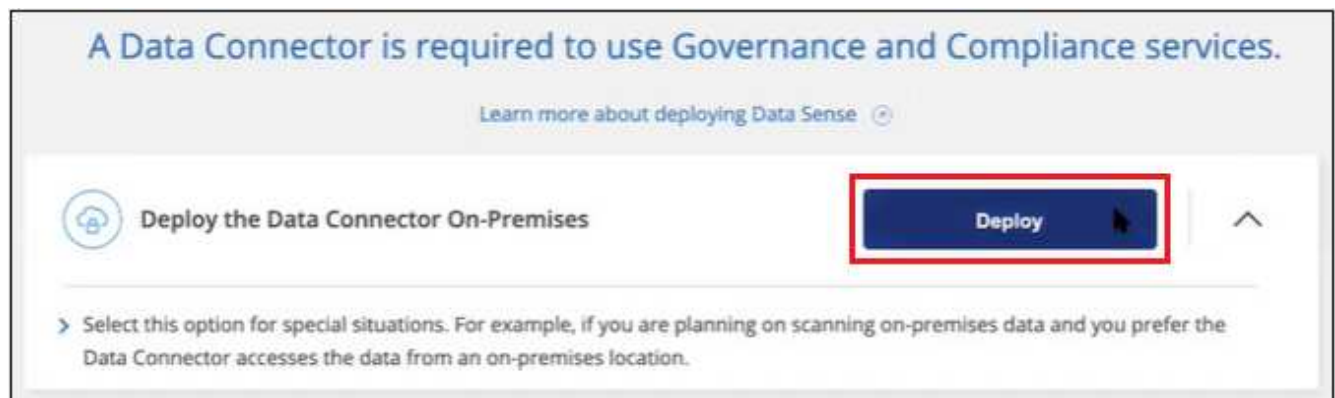 A Data Connector is required to use Governance and Compliance services.
Learn more about deploying Data Sense
Deploy the Data Connector On-Premises
Deploy
Select this option for special situations. For example, if you are planning on scanning on-premises data and you prefer the
Data Connector accesses the data from an on-premises location.